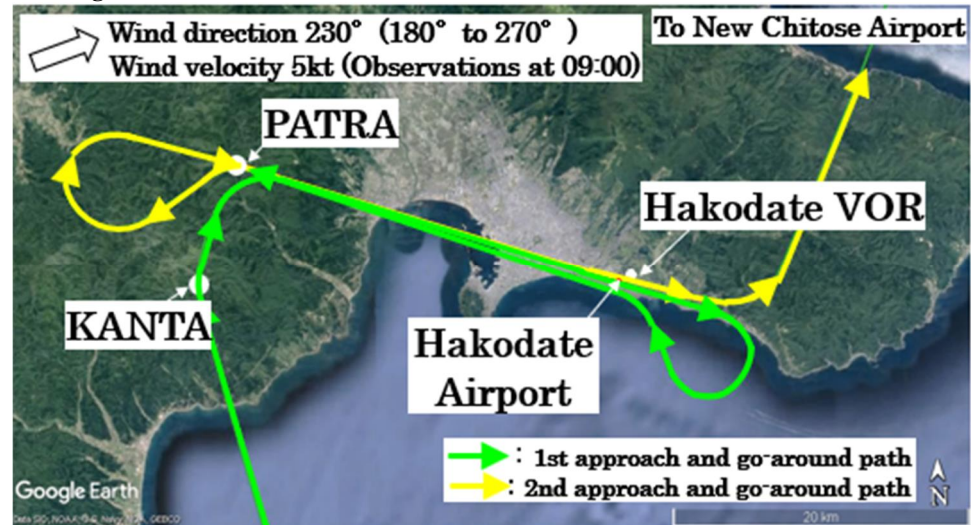 Wind direction 230° (180° to 270° )
Wind velocity 5kt (Observations at 09:00)
To New Chitose Airport
PATRA
Hakodate VOR
KANTA
Hakodate
Airport
: 1st approach and go-around path
: 2nd approach and go-around path
Google Earth
N
20 km